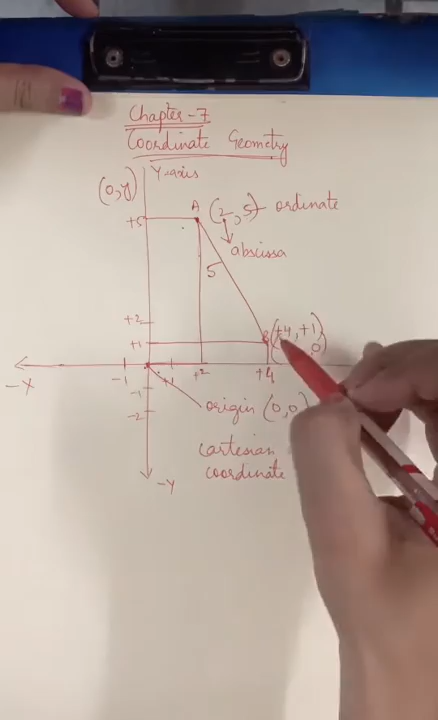 Chapter-7
Coordinate Geometry
Y-axis
(0,y)
A (2,5) ordinate
+5
abscissa
5
+2
+1
B (+4,+1)
,0)
-X
-1
+1
+2
+4
-1
-2
origin (0,0)
cartesian
coordinate
-Y